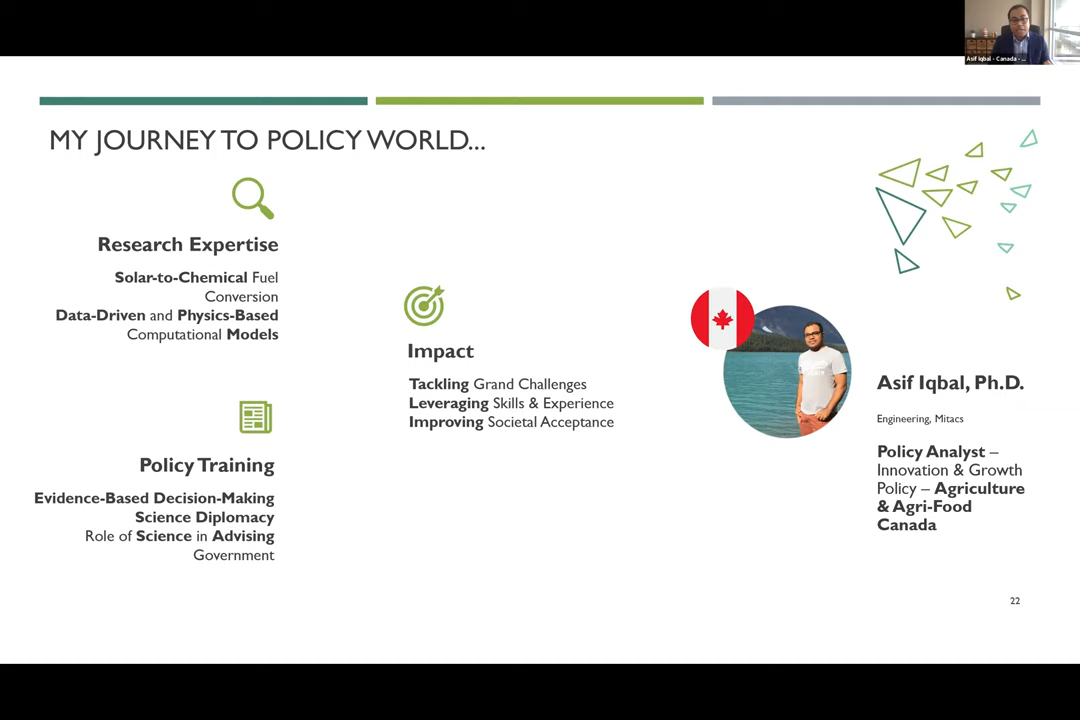 Asif Iqbal - Canada - ...
MY JOURNEY TO POLICY WORLD...
Research Expertise
Solar-to-Chemical Fuel
Conversion
Data-Driven and Physics-Based
Computational Models
Policy Training
Evidence-Based Decision-Making
Science Diplomacy
Role of Science in Advising
Government
Impact
Tackling Grand Challenges
Leveraging Skills & Experience
Improving Societal Acceptance
Asif Iqbal, Ph.D.
Engineering, Mitacs
Policy Analyst –
Innovation & Growth
Policy – Agriculture
& Agri-Food
Canada
22